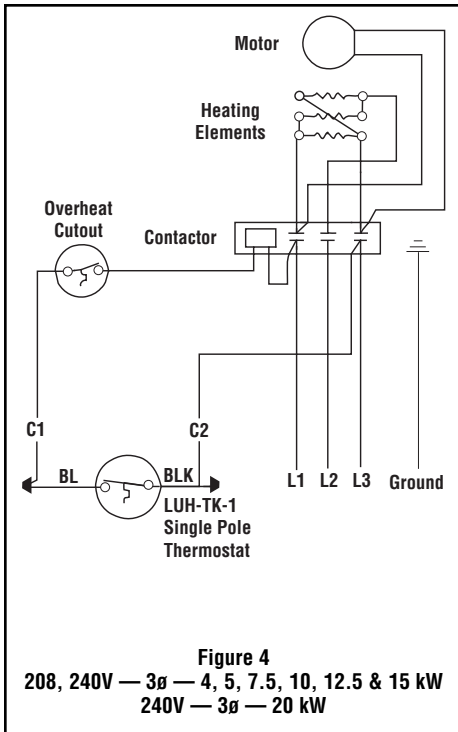 Motor
Heating
Elements
Overheat
Cutout
Contactor
C1
C2
BL
BLK
LUH-TK-1
Single Pole
Thermostat
L1
L2
L3
Ground
Figure 4
208, 240V — 3ø — 4, 5, 7.5, 10, 12.5 & 15 kW
240V — 3ø — 20 kW